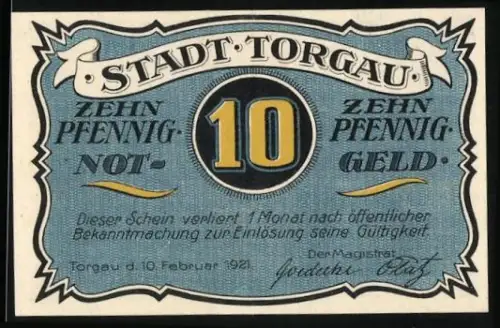 STADT·TORGAU·
ZEHN PFENNIG· NOT-
10
ZEHN PFENNIG· GELD·
Dieser Schein verliert 1 Monat nach öffentlicher
Bekanntmachung zur Einlösung seine Gültigkeit.
Torgau d. 10. Februar 1921.
Der Magistrat